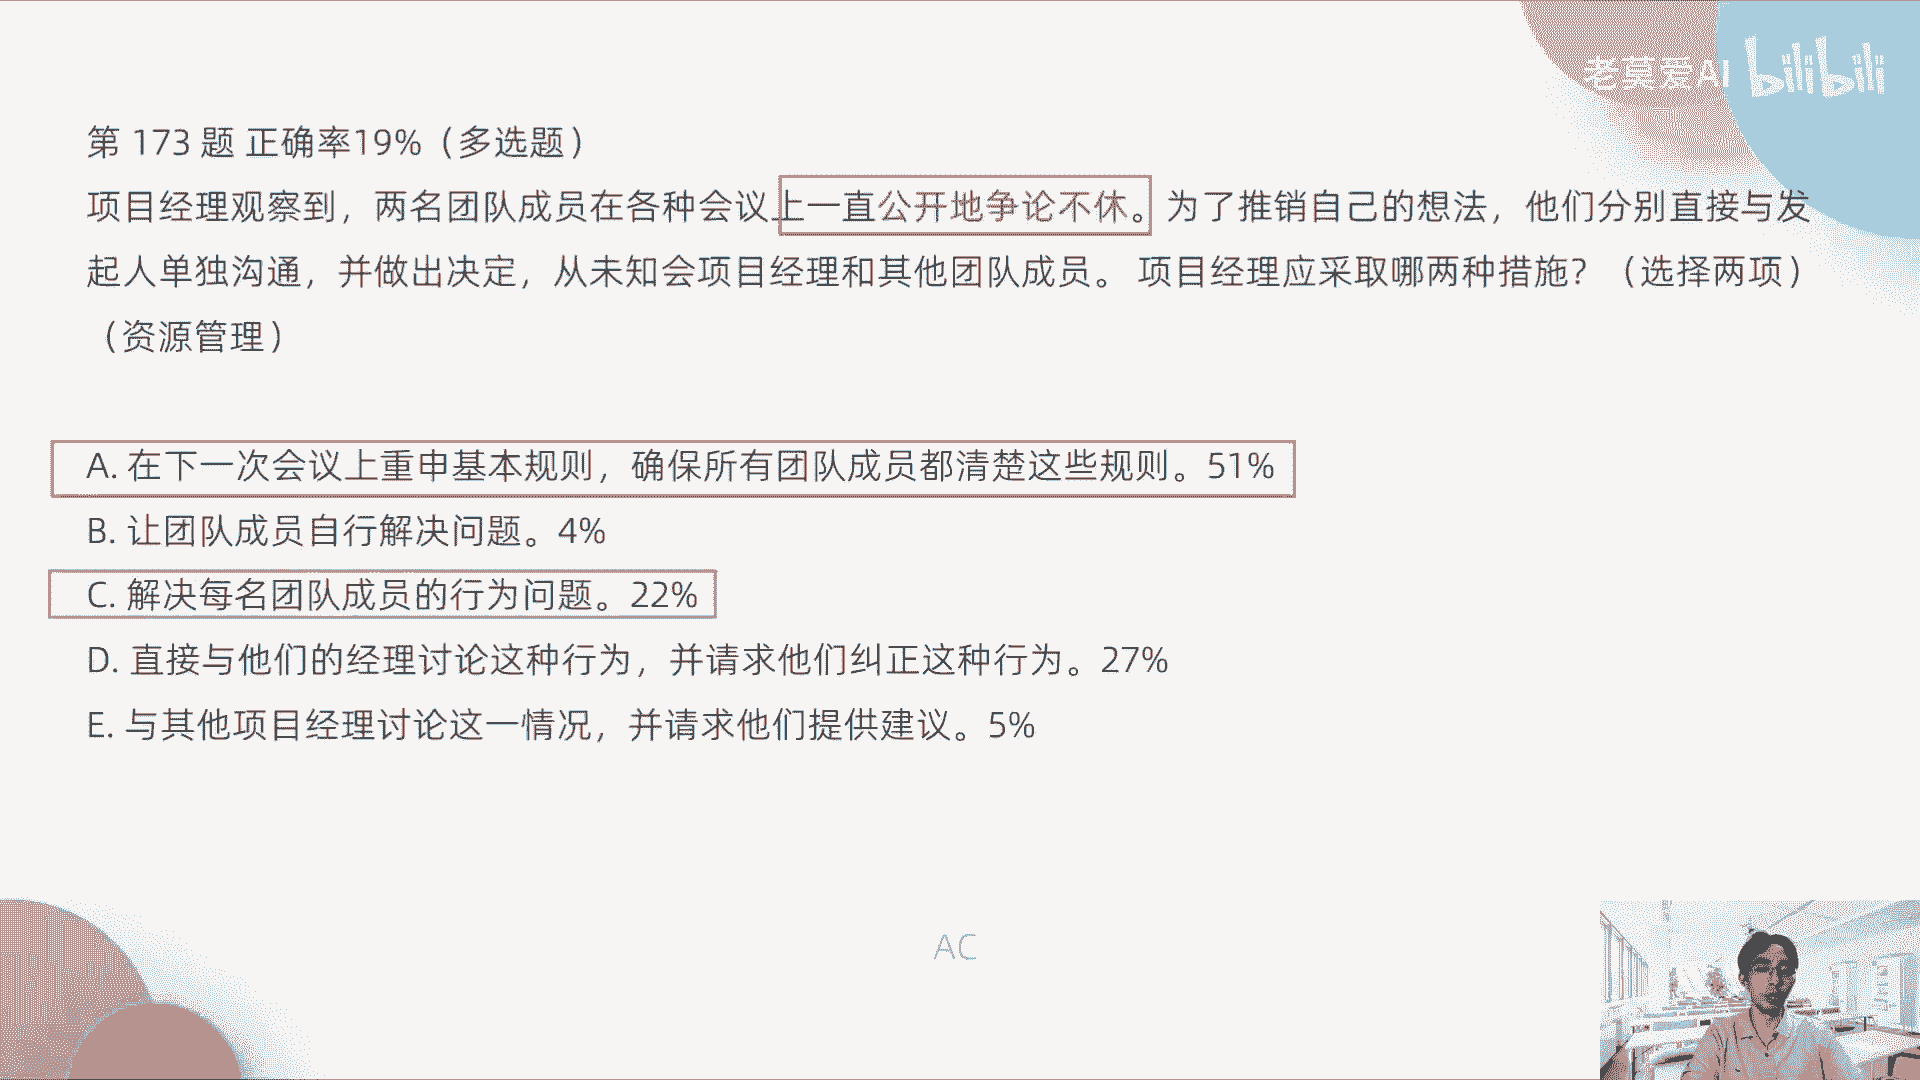 老莫爱AI bilibili
第 173 题 正确率19%（多选题）
项目经理观察到，两名团队成员在各种会议上一直公开地争论不休。为了推销自己的想法，他们分别直接与发
起人单独沟通，并做出决定，从未知会项目经理和其他团队成员。 项目经理应采取哪两种措施？（选择两项）
（资源管理）
A. 在下一次会议上重申基本规则，确保所有团队成员都清楚这些规则。51%
B. 让团队成员自行解决问题。4%
C. 解决每名团队成员的行为问题。22%
D. 直接与他们的经理讨论这种行为，并请求他们纠正这种行为。27%
E. 与其他项目经理讨论这一情况，并请求他们提供建议。5%
AC